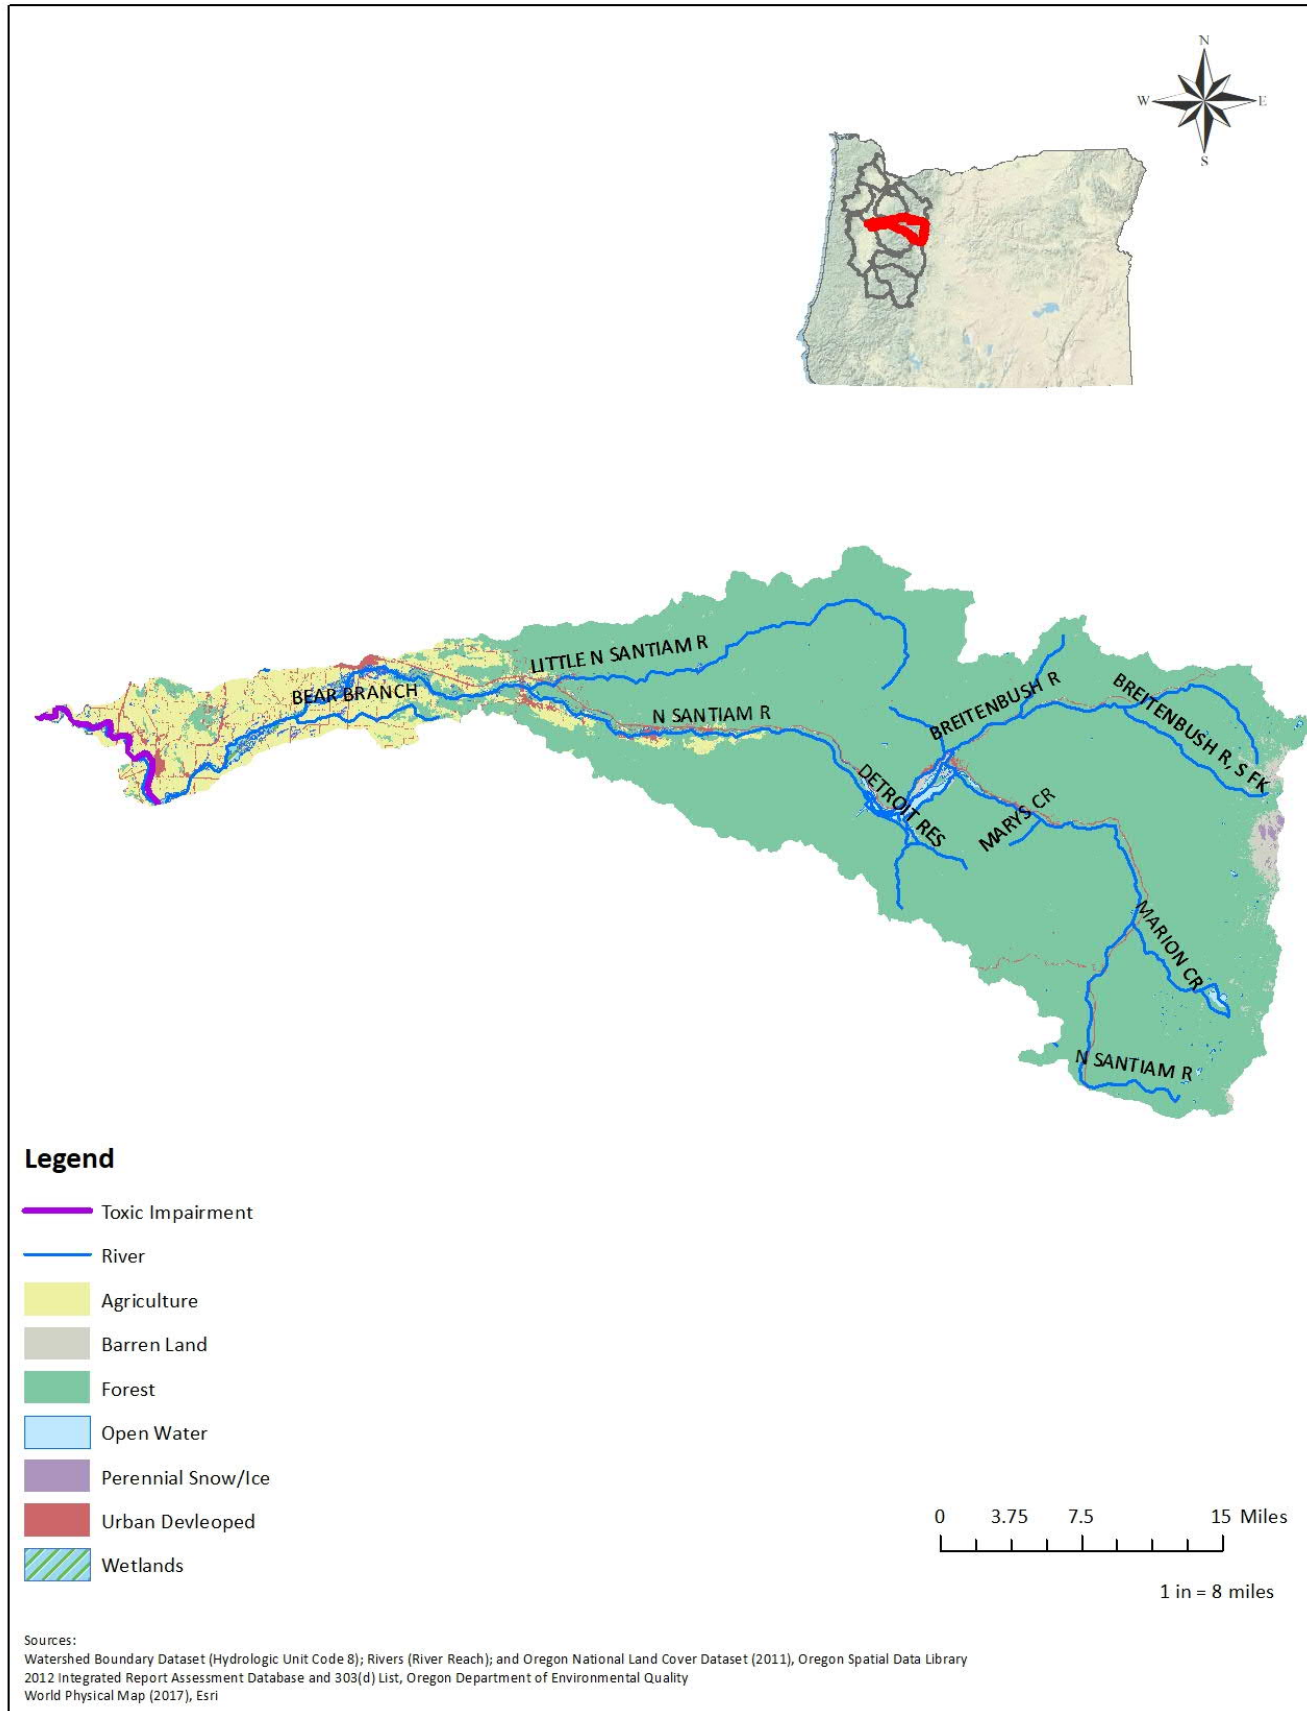 N
W
E
S
LITTLE N SANTIAM R
BEAR BRANCH
N SANTIAM R
BREITENBUSH R
BREITENBUSH R, S FK
DETROIT RES
MARYS CR
MARION CR
N SANTIAM R
Legend
Toxic Impairment
River
Agriculture
Barren Land
Forest
Open Water
Perennial Snow/Ice
Urban Devleoped
Wetlands
0 3.75 7.5 15 Miles
1 in = 8 miles
Sources:
Watershed Boundary Dataset (Hydrologic Unit Code 8); Rivers (River Reach); and Oregon National Land Cover Dataset (2011), Oregon Spatial Data Library
2012 Integrated Report Assessment Database and 303(d) List, Oregon Department of Environmental Quality
World Physical Map (2017), Esri